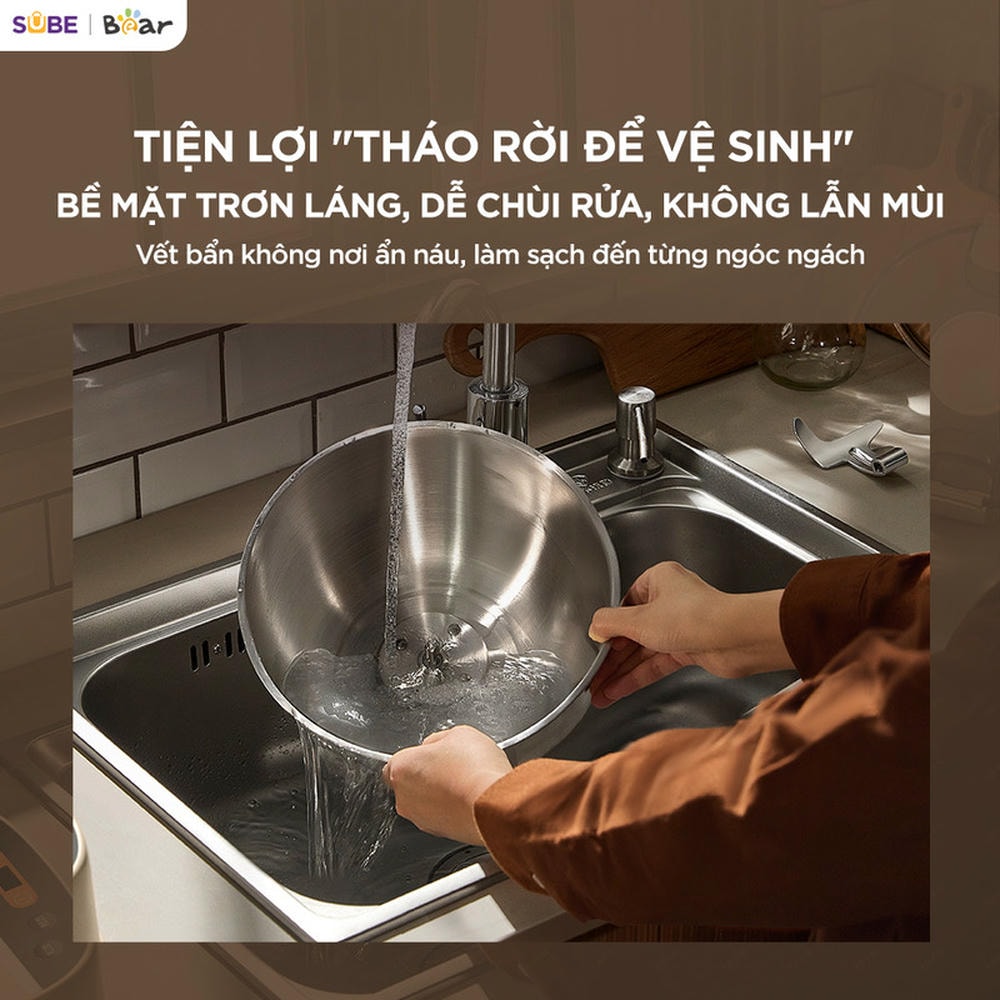 SUBE | Bear
TIỆN LỢI "THÁO RỜI ĐỂ VỆ SINH"
BỀ MẶT TRƠN LÁNG, DỄ CHÙI RỬA, KHÔNG LẪN MÙI
Vết bẩn không nơi ẩn náu, làm sạch đến từng ngóc ngách